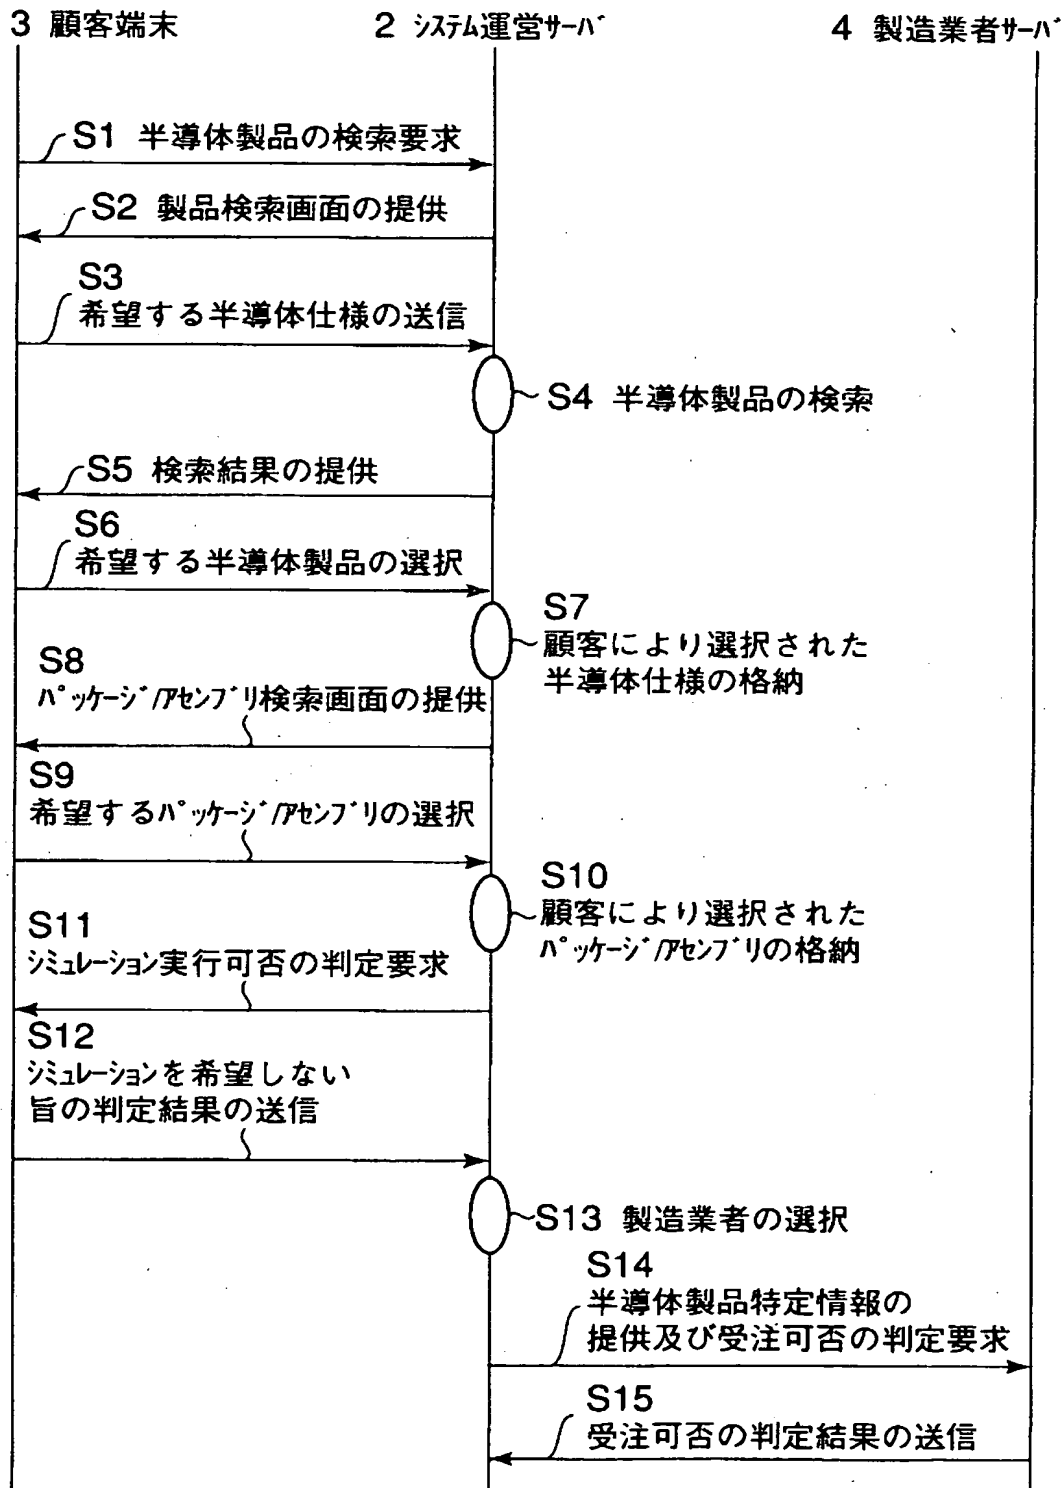 3 顧客端末
2 システム運営サーバ
4 製造業者サーバ
S1 半導体製品の検索要求
S2 製品検索画面の提供
S3
希望する半導体仕様の送信
S4 半導体製品の検索
S5 検索結果の提供
S6
希望する半導体製品の選択
S7
顧客により選択された
半導体仕様の格納
S8
パッケージ/アセンブリ検索画面の提供
S9
希望するパッケージ/アセンブリの選択
S10
顧客により選択された
パッケージ/アセンブリの格納
S11
シミュレーション実行可否の判定要求
S12
シミュレーションを希望しない
旨の判定結果の送信
S13 製造業者の選択
S14
半導体製品特定情報の
提供及び受注可否の判定要求
S15
受注可否の判定結果の送信